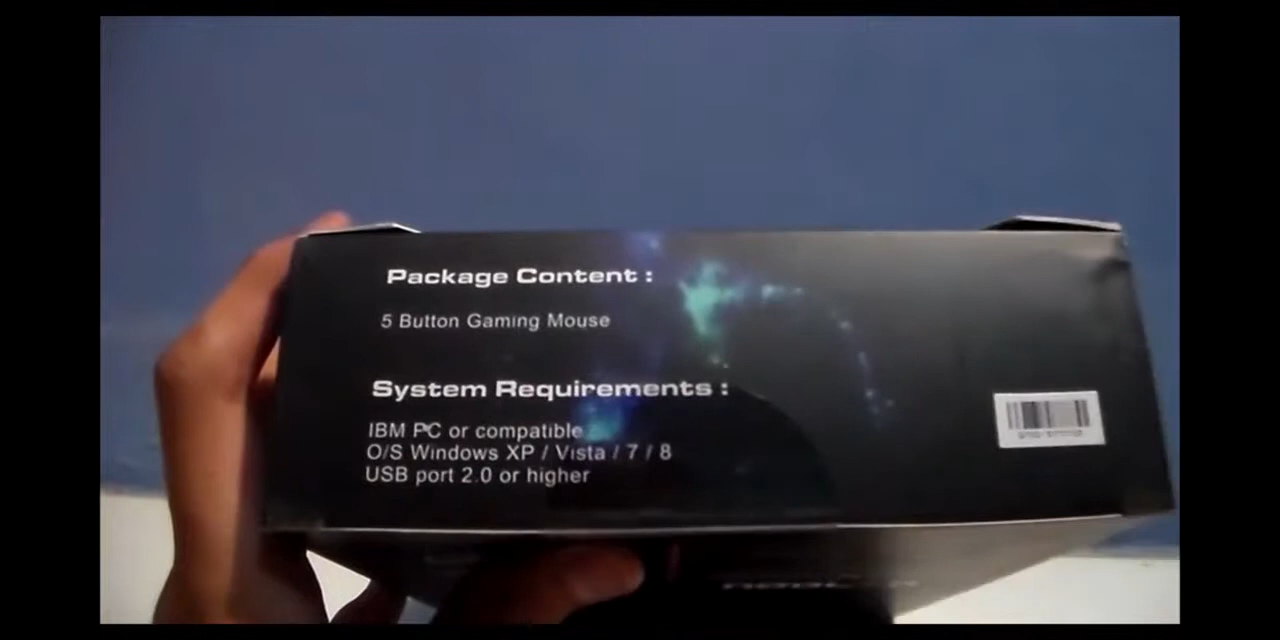 Package Content :
5 Button Gaming Mouse
System Requirements :
IBM PC or compatible
O/S Windows XP / Vista / 7 / 8
USB port 2.0 or higher